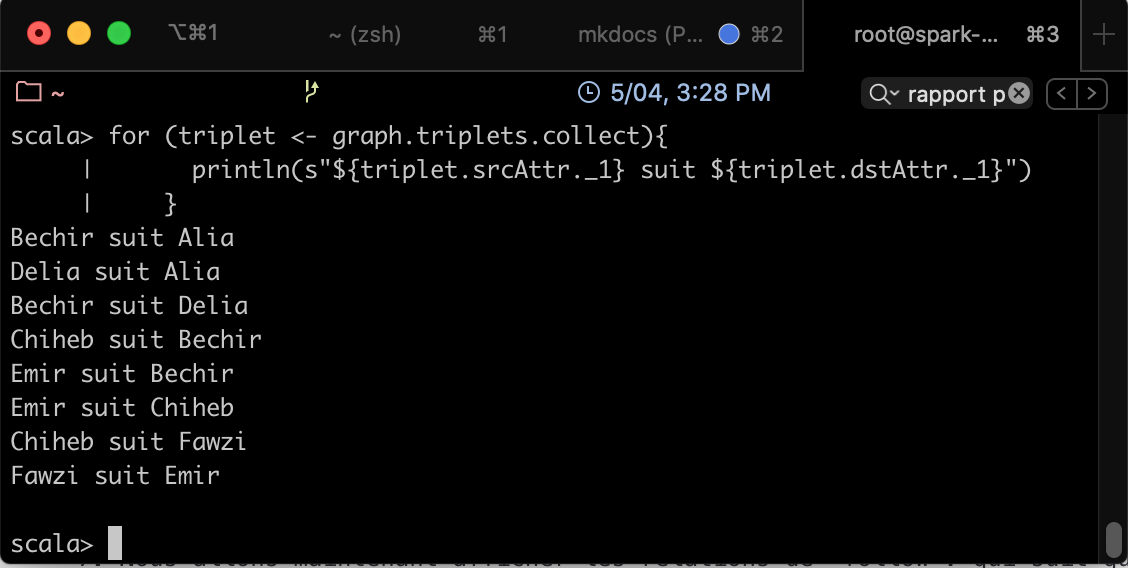 ⌥⌘1 ~ (zsh) ⌘1 mkdocs (P... ⌘2 root@spark-... ⌘3 +
~ 5/04, 3:28 PM rapport p
scala> for (triplet <- graph.triplets.collect){
| println(s"${triplet.srcAttr._1} suit ${triplet.dstAttr._1}")
| }
Bechir suit Alia
Delia suit Alia
Bechir suit Delia
Chiheb suit Bechir
Emir suit Bechir
Emir suit Chiheb
Chiheb suit Fawzi
Fawzi suit Emir
scala>